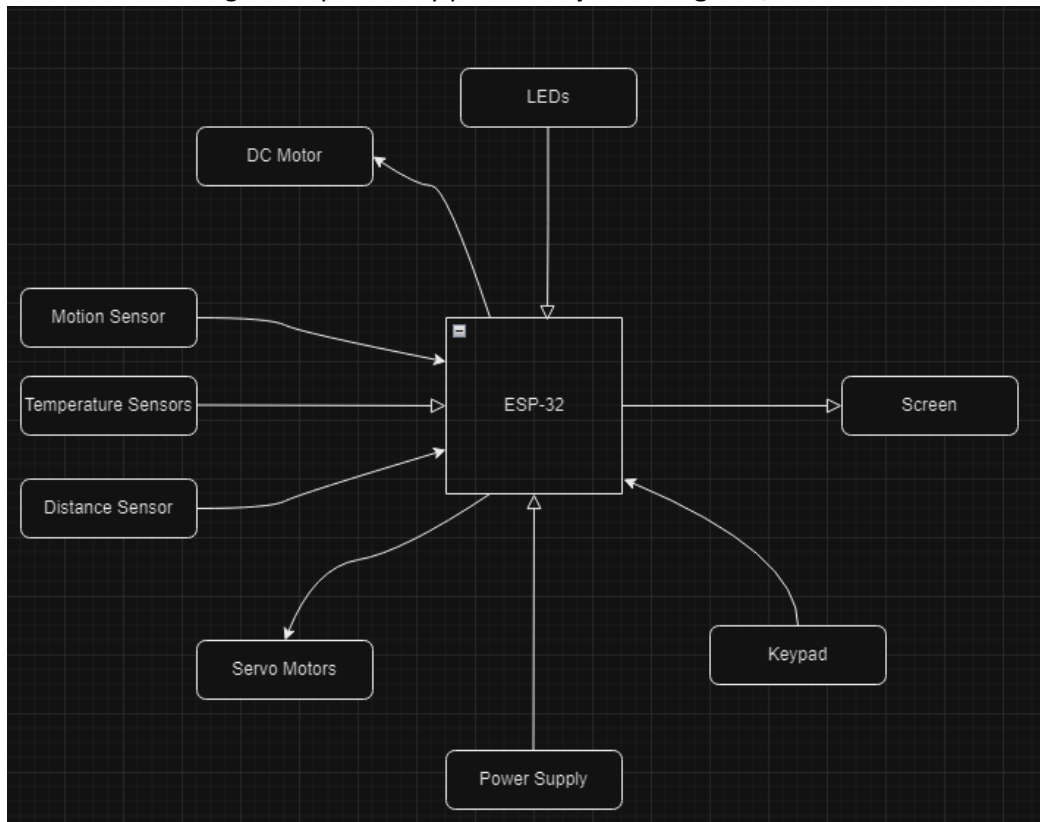 LEDs
DC Motor
Motion Sensor
Temperature Sensors
ESP-32
Screen
Distance Sensor
Servo Motors
Keypad
Power Supply